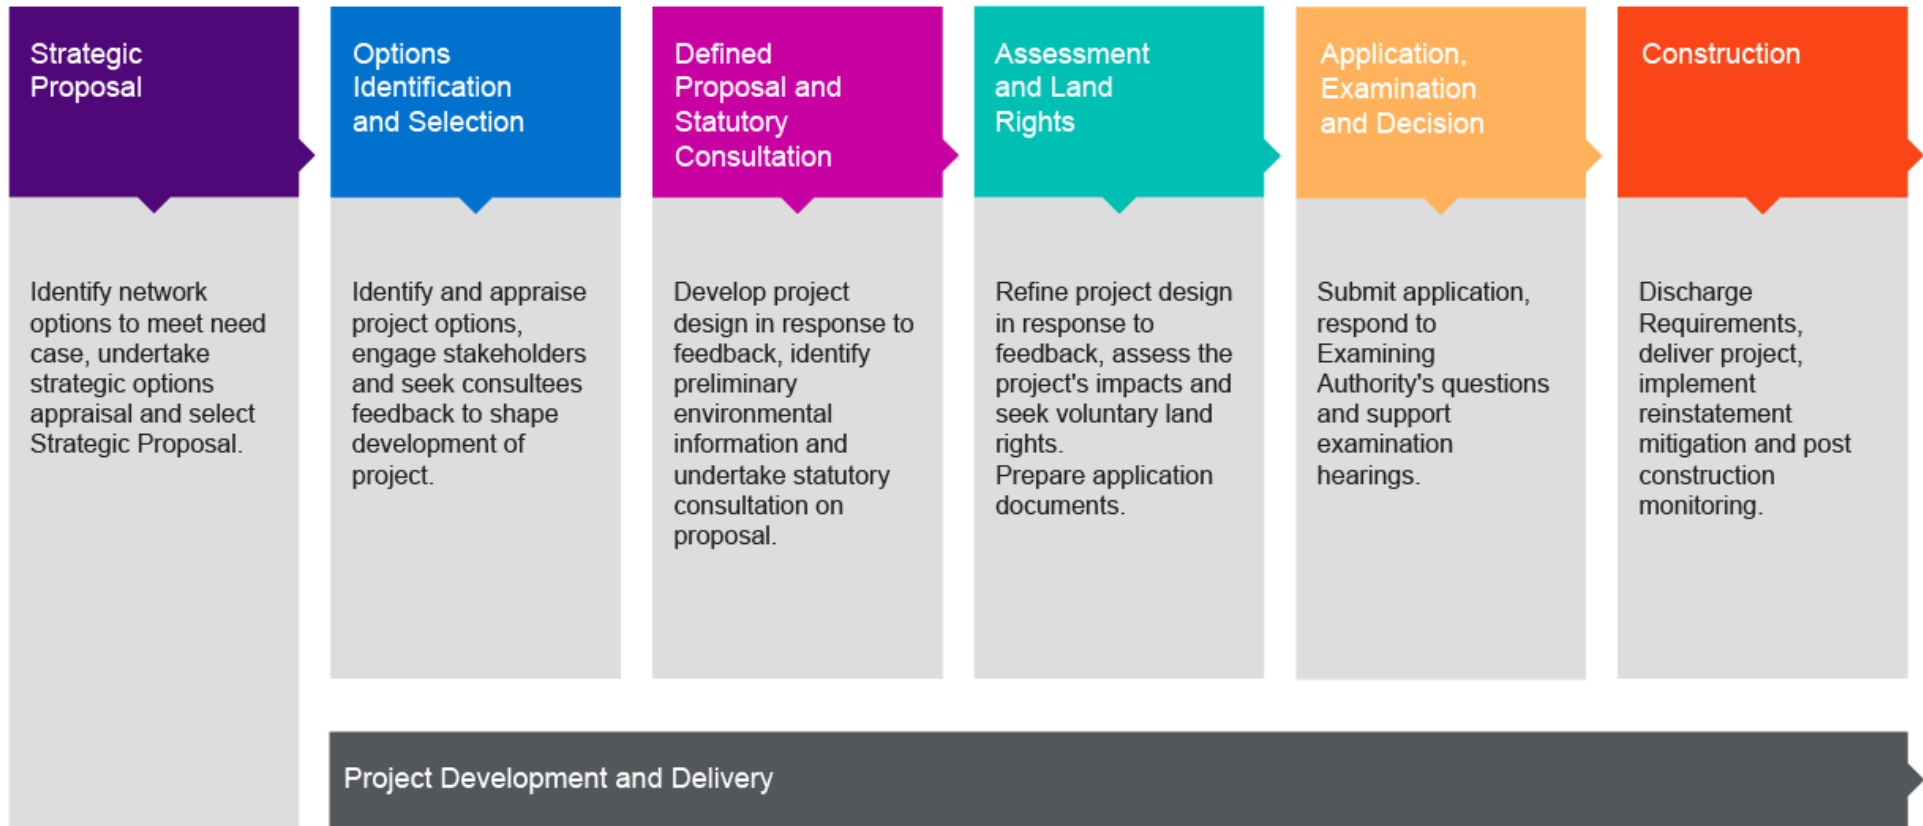 Strategic
Proposal
Identify network
options to meet need
case, undertake
strategic options
appraisal and select
Strategic Proposal.
Options
Identification
and Selection
Identify and appraise
project options,
engage stakeholders
and seek consultees
feedback to shape
development of
project.
Defined
Proposal and
Statutory
Consultation
Develop project
design in response to
feedback, identify
preliminary
environmental
information and
undertake statutory
consultation on
proposal.
Assessment
and Land
Rights
Refine project design
in response to
feedback, assess the
project's impacts and
seek voluntary land
rights.
Prepare application
documents.
Application,
Examination
and Decision
Submit application,
respond to
Examining
Authority's questions
and support
examination
hearings.
Construction
Discharge
Requirements,
deliver project,
implement
reinstatement
mitigation and post
construction
monitoring.
Project Development and Delivery